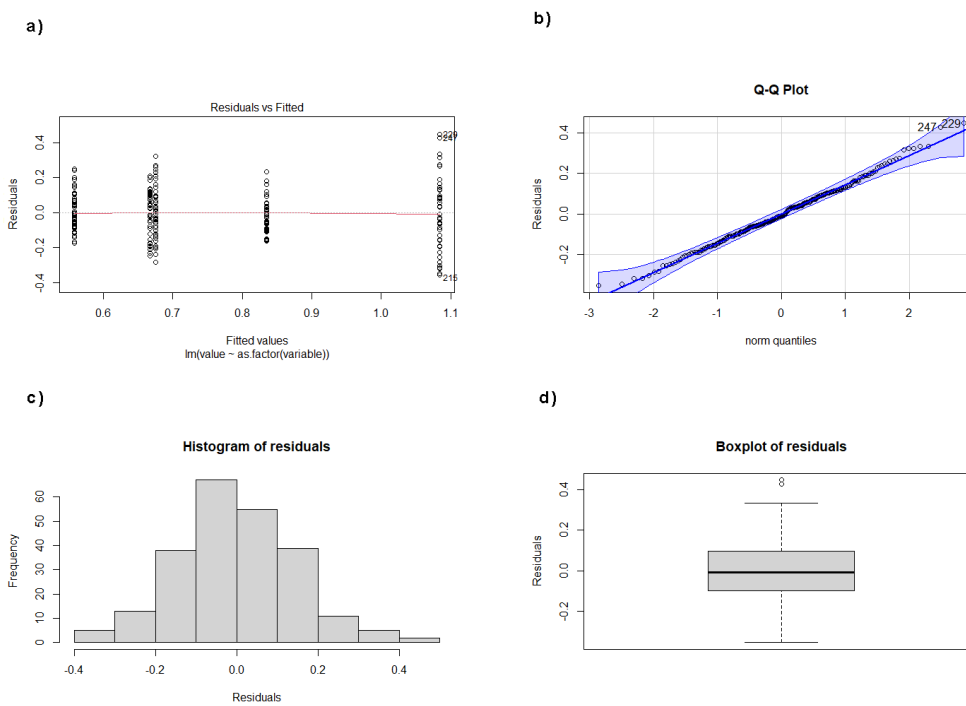 a)
Residuals vs Fitted
229
247
215
Residuals
0.4
0.2
0.0
-0.2
-0.4
0.6 0.7 0.8 0.9 1.0 1.1
Fitted values
lm(value ~ as.factor(variable))
b)
Q-Q Plot
247 229
Residuals
0.4
0.2
0.0
-0.2
-3 -2 -1 0 1 2
norm quantiles
c)
Histogram of residuals
Frequency
60
50
40
30
20
10
0
-0.4 -0.2 0.0 0.2 0.4
Residuals
d)
Boxplot of residuals
Residuals
0.4
0.2
0.0
-0.2